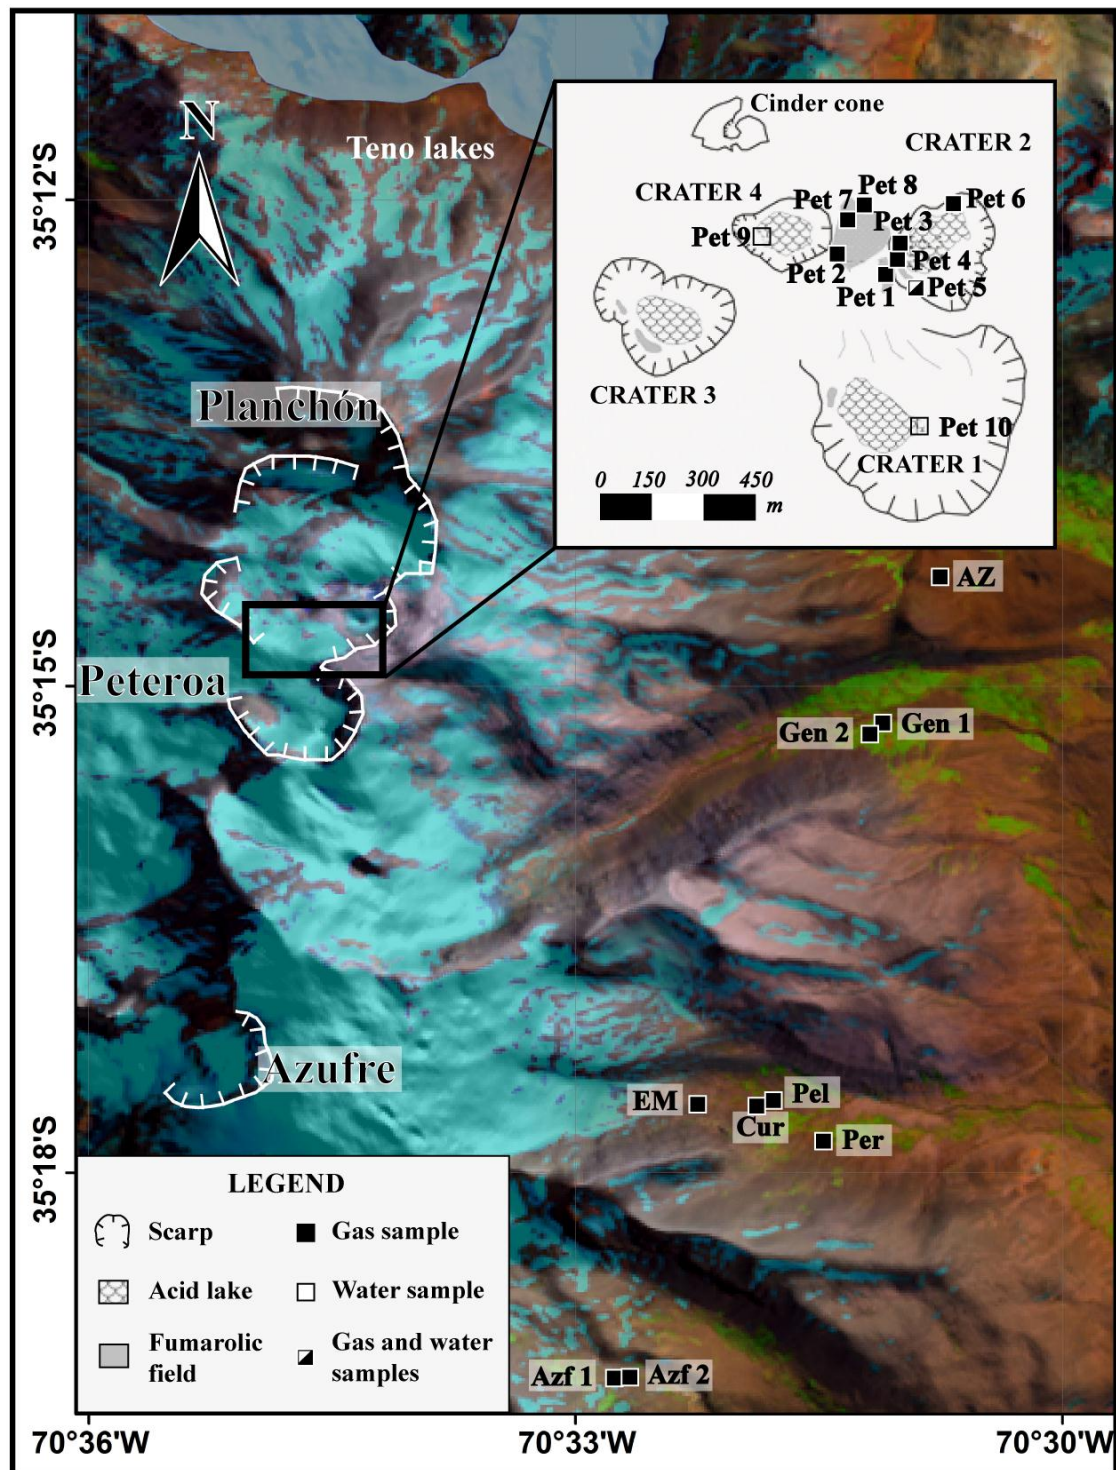 N
Teno lakes
Cinder cone
CRATER 2
CRATER 4
Pet 8
Pet 7
Pet 6
Pet 3
Pet 9
Pet 4
Pet 2
Pet 5
Pet 1
CRATER 3
Pet 10
CRATER 1
0 150 300 450
m
Planchón
Peteroa
Azufre
AZ
Gen 1
Gen 2
EM
Pel
Cur
Per
Azf 1
Azf 2
LEGEND
Scarp
Gas sample
Acid lake
Water sample
Fumarolic
field
Gas and water
samples
35°12'S
35°15'S
35°18'S
70°36'W
70°33'W
70°30'W